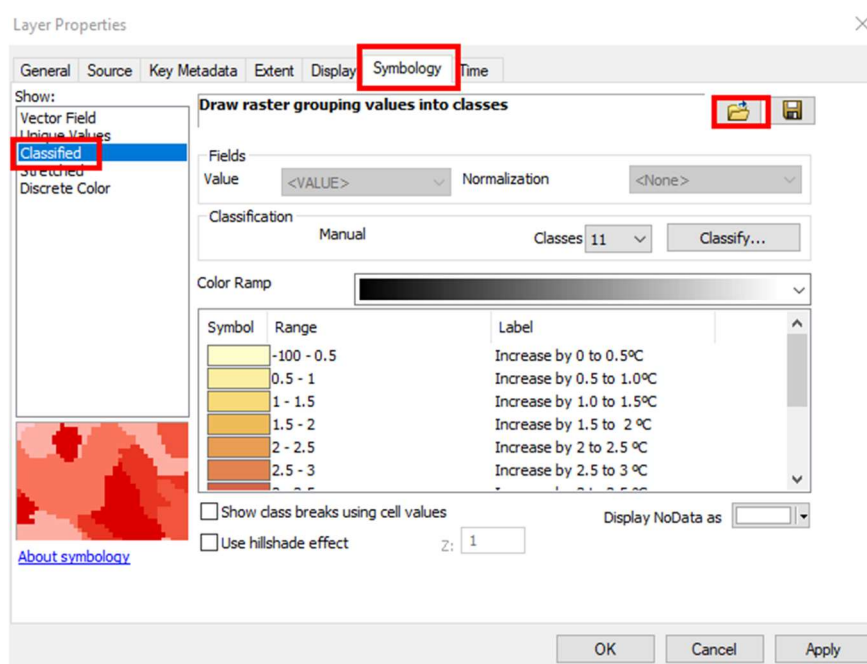 Layer Properties
General Source Key Metadata Extent Display Symbology Time
Show:
Vector Field
Unique Values
Classified
Stretched
Discrete Color
About symbology
Draw raster grouping values into classes
Fields
Value <VALUE> Normalization <None>
Classification
Manual Classes 11 Classify...
Color Ramp
Symbol Range Label
-100 - 0.5 Increase by 0 to 0.5ºC
0.5 - 1 Increase by 0.5 to 1.0ºC
1 - 1.5 Increase by 1.0 to 1.5ºC
1.5 - 2 Increase by 1.5 to 2 ºC
2 - 2.5 Increase by 2 to 2.5 ºC
2.5 - 3 Increase by 2.5 to 3 ºC
Show class breaks using cell values Display NoData as
Use hillshade effect Z: 1
OK Cancel Apply